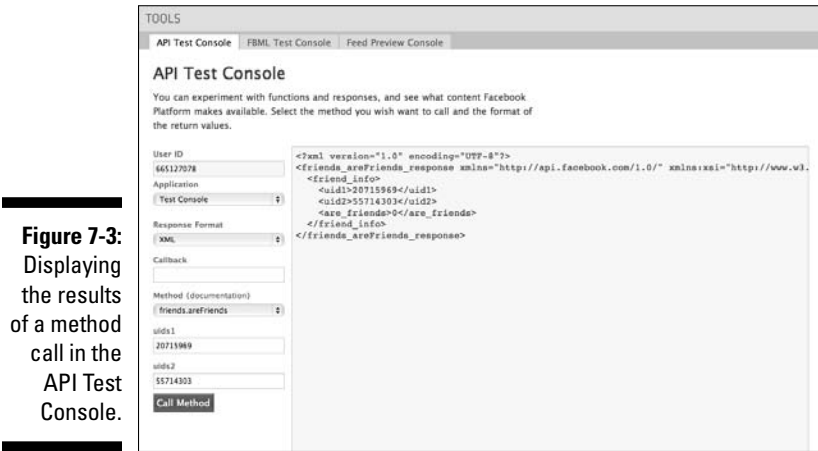 TOOLS
API Test Console
FBML Test Console
Feed Preview Console
API Test Console
You can experiment with functions and responses, and see what content Facebook
Platform makes available. Select the method you wish want to call and the format of
the return values.
User ID
665127078
Application
Test Console
Response Format
XML
Callback
Method (documentation)
friends.areFriends
uids1
20715969
uids2
55714303
Call Method
<?xml version="1.0" encoding="UTF-8"?>
<friends_areFriends_response xmlns="http://api.facebook.com/1.0/" xmlns:xsi="http://www.w3.
<friend_info>
<uid1>20715969</uid1>
<uid2>55714303</uid2>
<are_friends>0</are_friends>
</friend_info>
</friends_areFriends_response>
Figure 7-3:
Displaying
the results
of a method
call in the
API Test
Console.